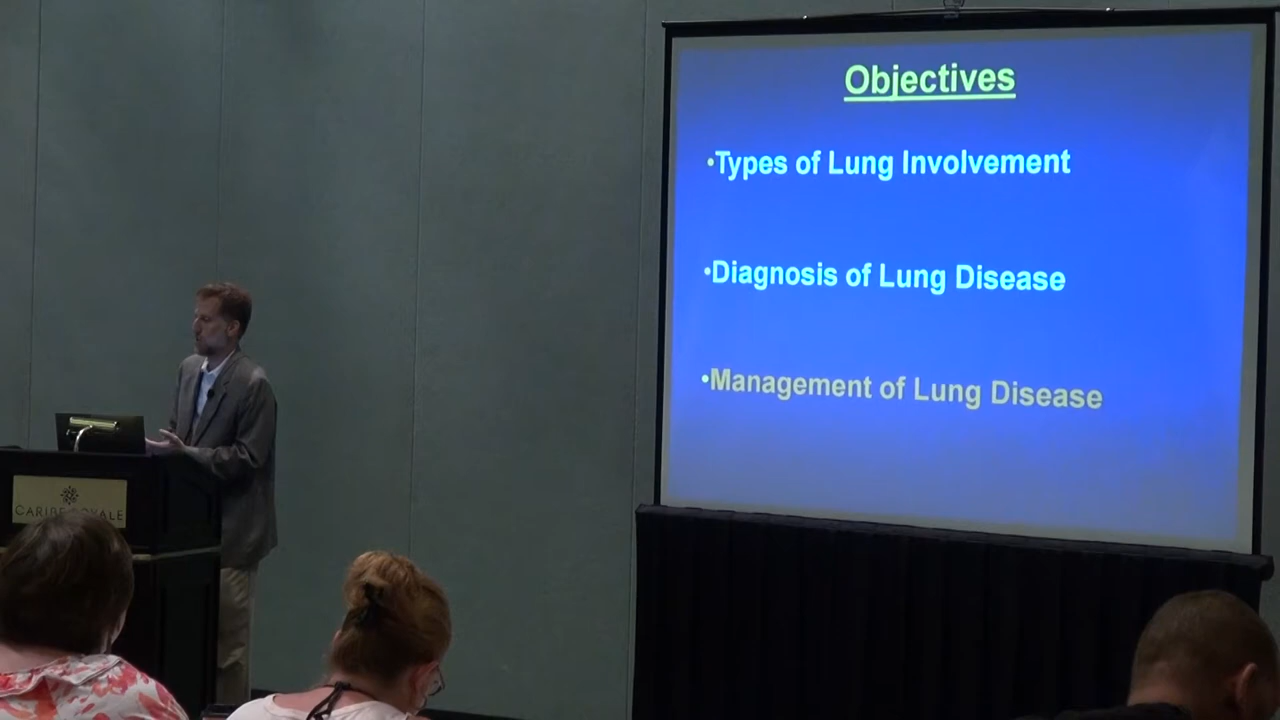 Objectives
•Types of Lung Involvement
•Diagnosis of Lung Disease
•Management of Lung Disease